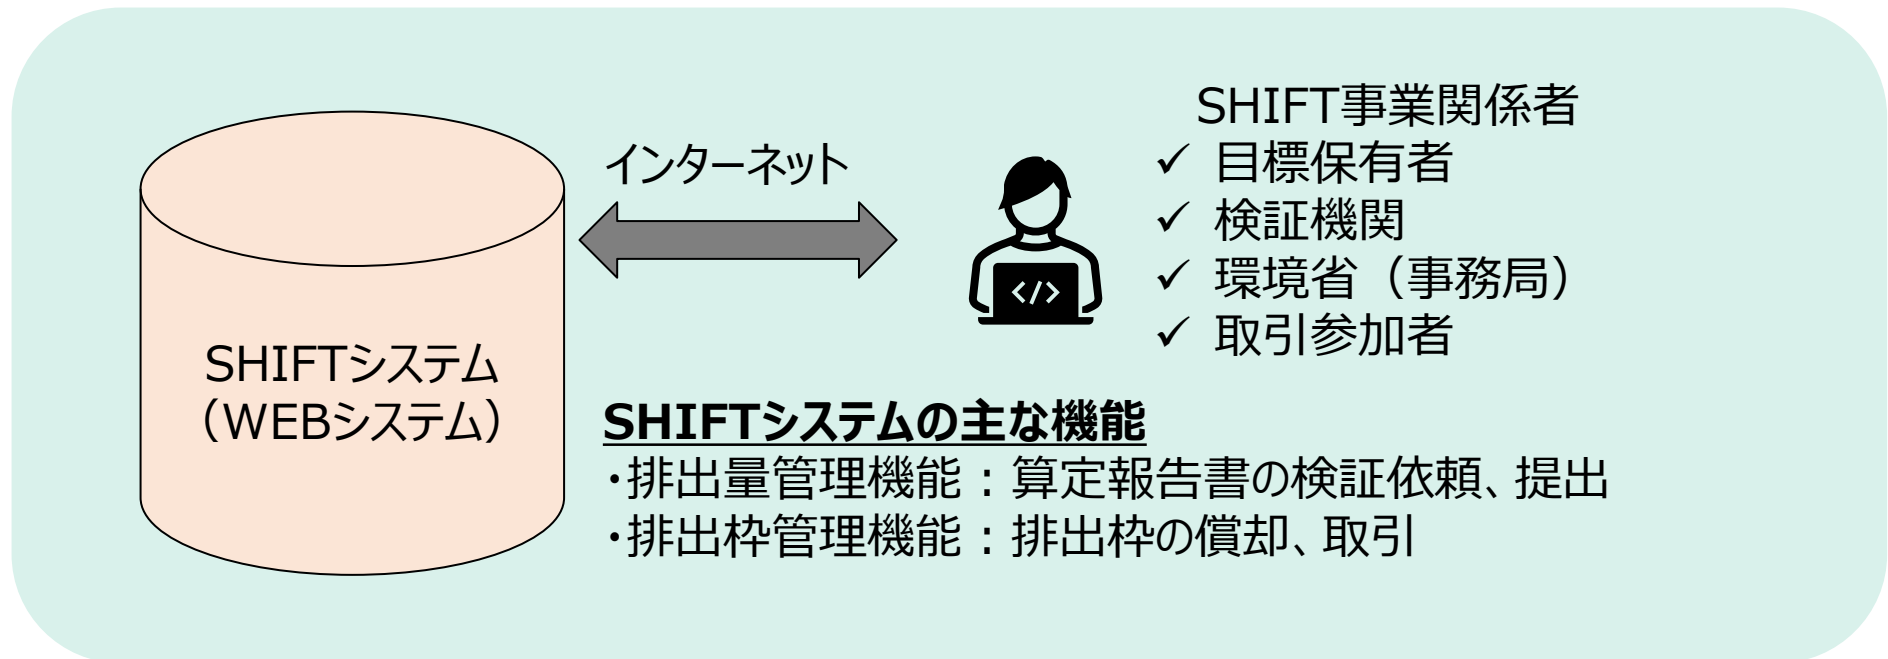 SHIFT事業関係者
インターネット
✓ 目標保有者
✓ 検証機関
✓ 環境省（事務局）
✓ 取引参加者
</>
SHIFTシステム
（WEBシステム）
SHIFTシステムの主な機能
・排出量管理機能：算定報告書の検証依頼、提出
・排出枠管理機能：排出枠の償却、取引